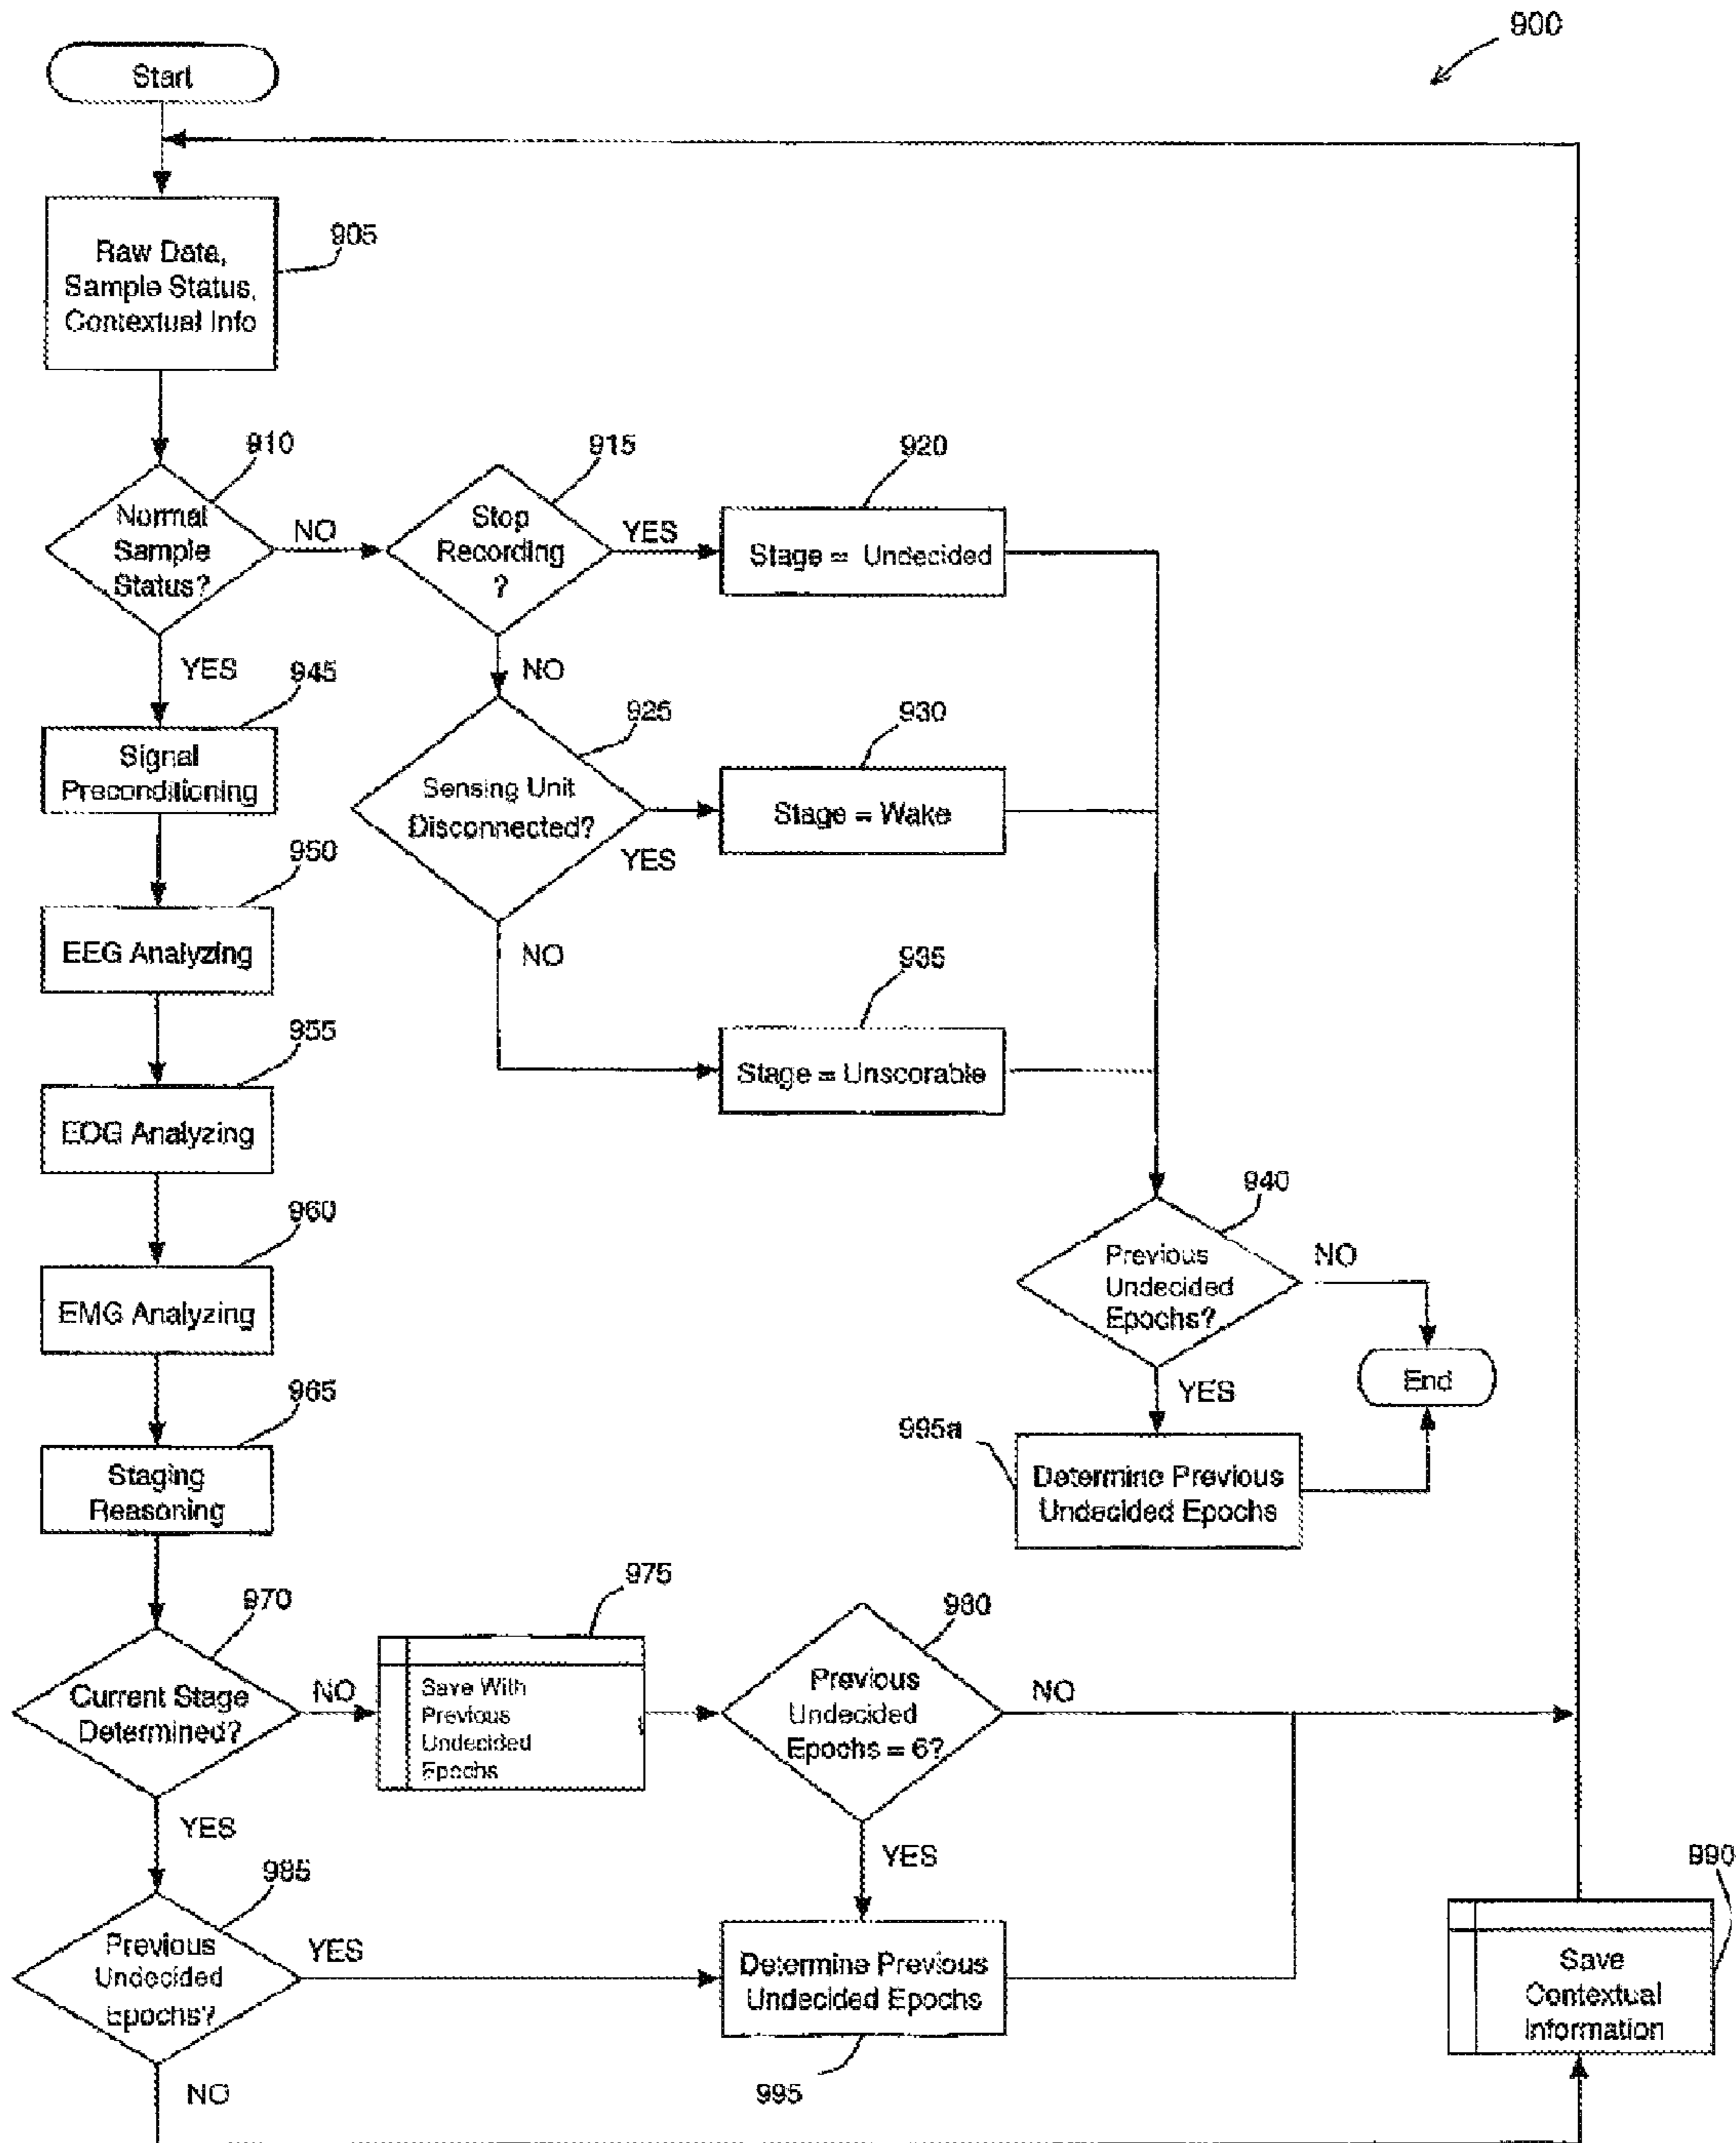 900
Start
905
Raw Date,
Sample Status,
Contextual Info
910
Normal
Sample
Status?
NO
YES
915
Stop
Recording
?
YES
NO
920
Stage = Undecided
925
Sensing Unit
Disconnected?
YES
NO
930
Stage = Wake
935
Stage = Unscorable
940
Previous
Undecided
Epochs?
NO
YES
End
995a
Determine Previous
Undecided Epochs
945
Signal
Preconditioning
950
EEG Analyzing
955
EOG Analyzing
960
EMG Analyzing
965
Staging
Reasoning
970
Current Stage
Determined?
NO
YES
975
Save With
Previous
Undecided
Epochs
980
Previous
Undecided
Epochs = 6?
NO
YES
985
Previous
Undecided
Epochs?
YES
NO
Determine Previous
Undecided Epochs
995
990
Save
Contextual
Information